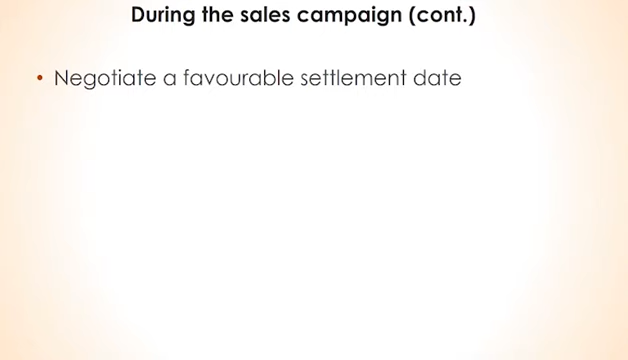 During the sales campaign (cont.)
• Negotiate a favourable settlement date